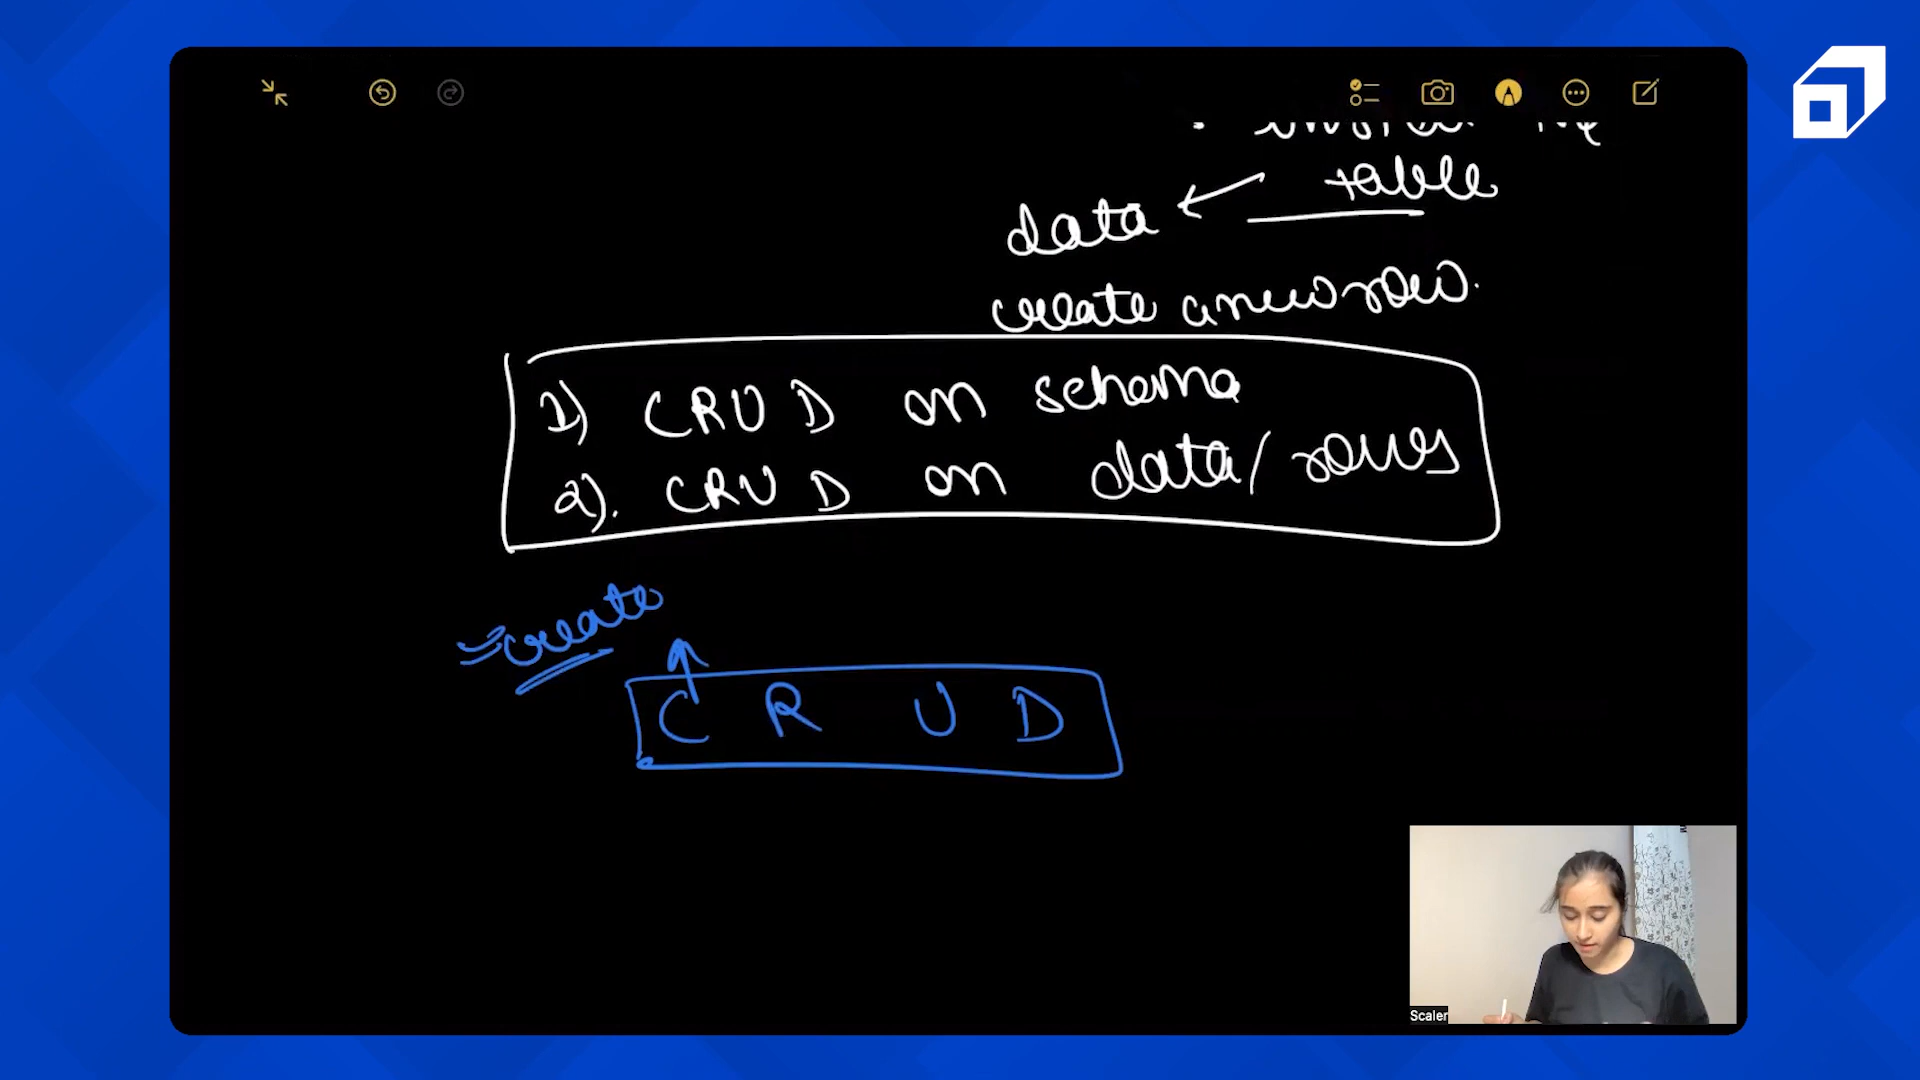 table
data
create a new row.
1) CRUD on schema
2). CRUD on data/rows
create
C R U D
Scaler